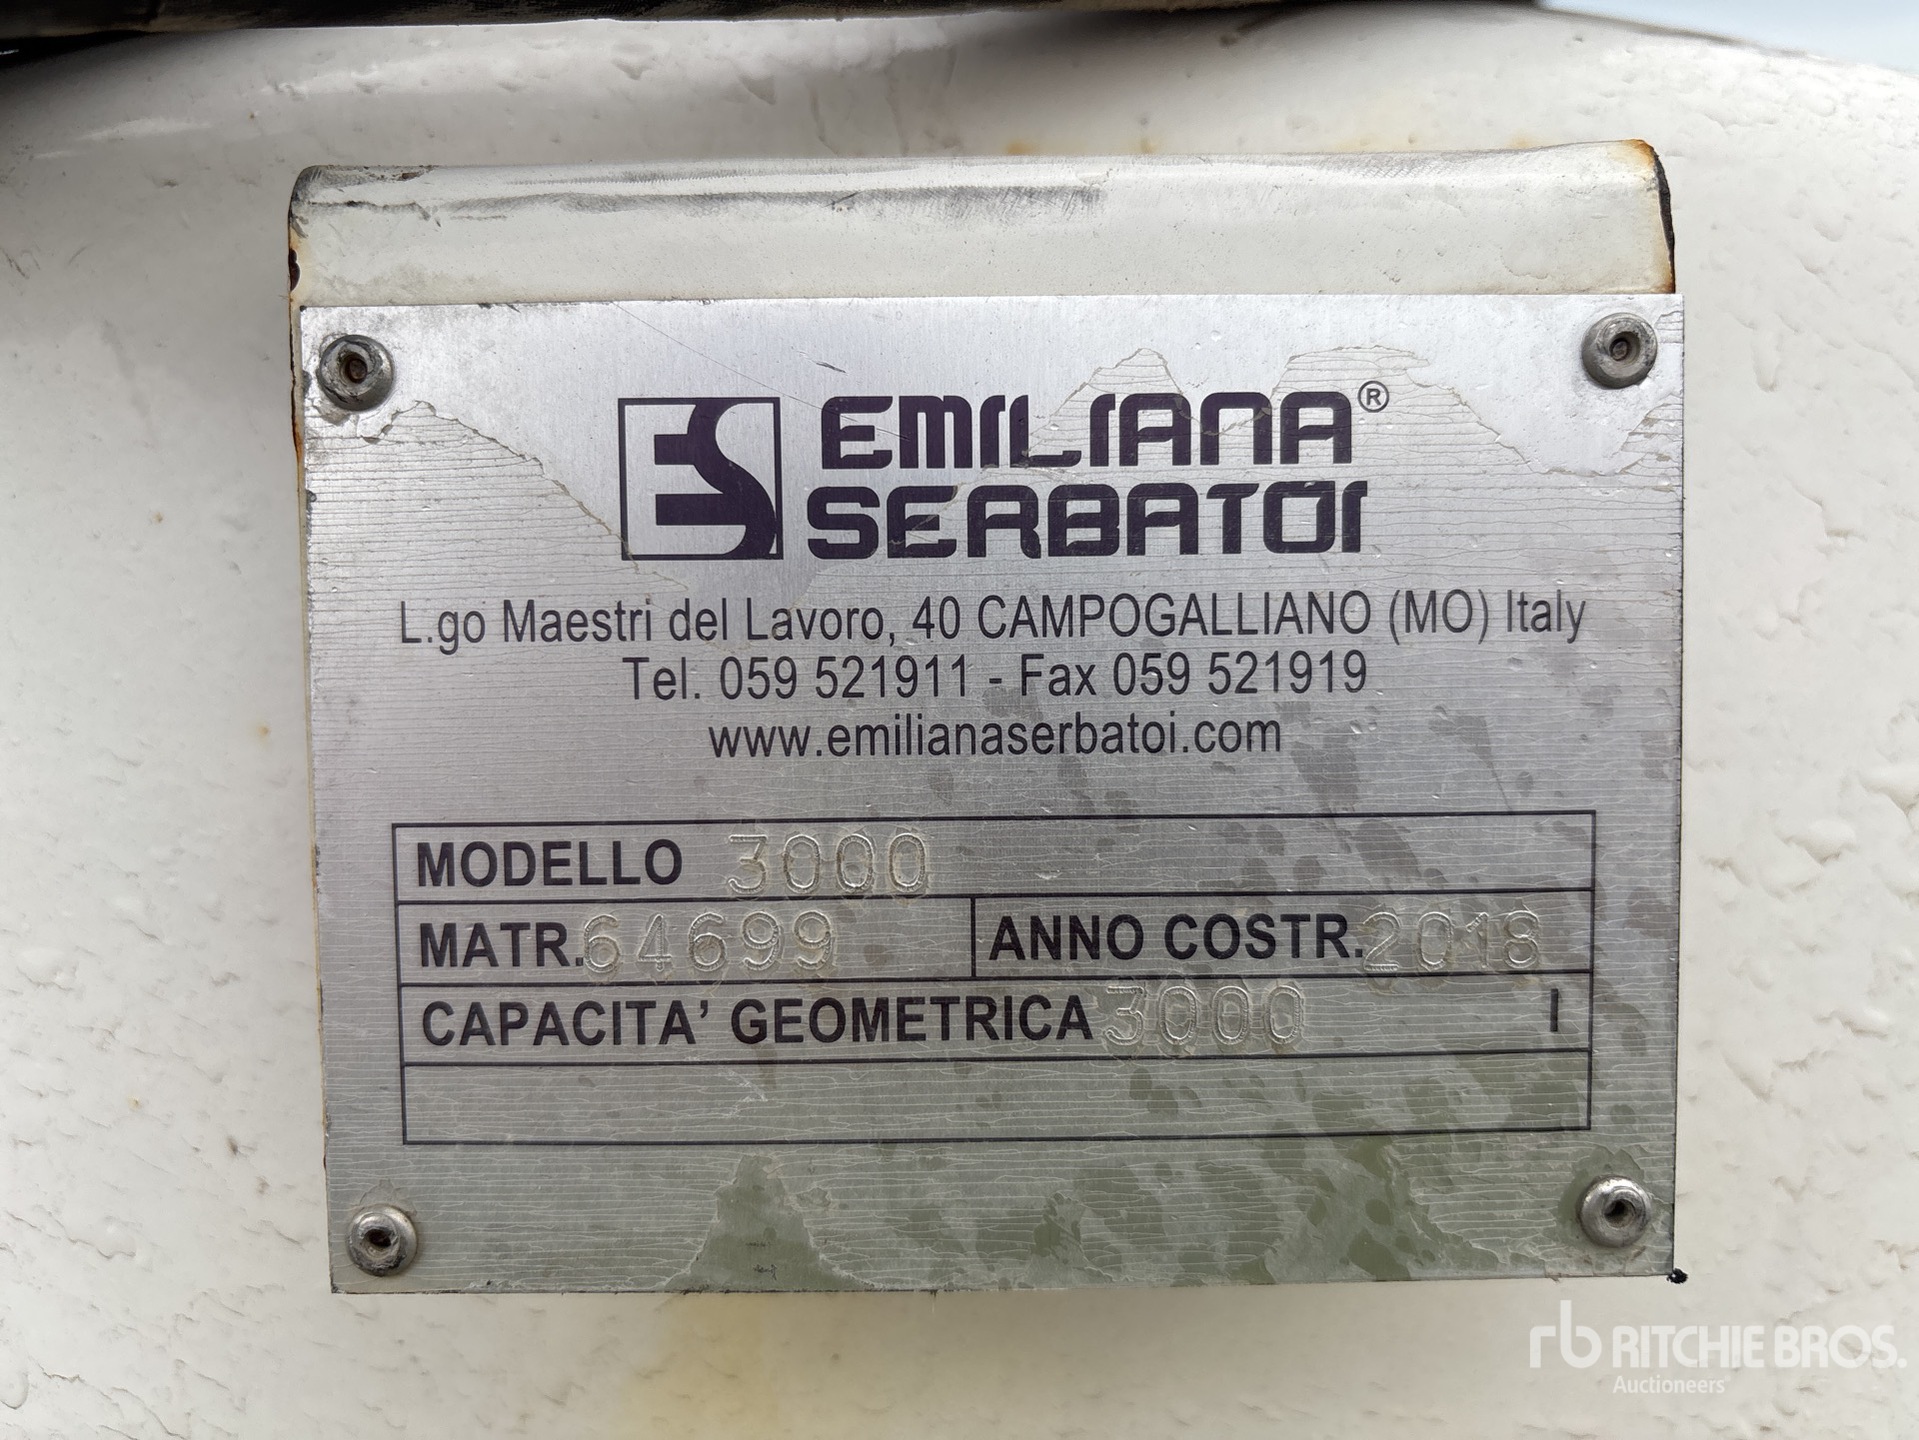 ES EMILIANA®
SERBATOI
L.go Maestri del Lavoro, 40 CAMPOGALLIANO (MO) Italy
Tel. 059 521911 - Fax 059 521919
www.emilianaserbatoi.com
MODELLO 3000
MATR. 64699 ANNO COSTR. 2018
CAPACITA' GEOMETRICA 3000 l
rb RITCHIE BROS.
Auctioneers